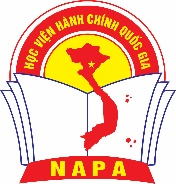 HỌC VIỆN HÀNH CHÍNH QUỐC GIA
NAPA